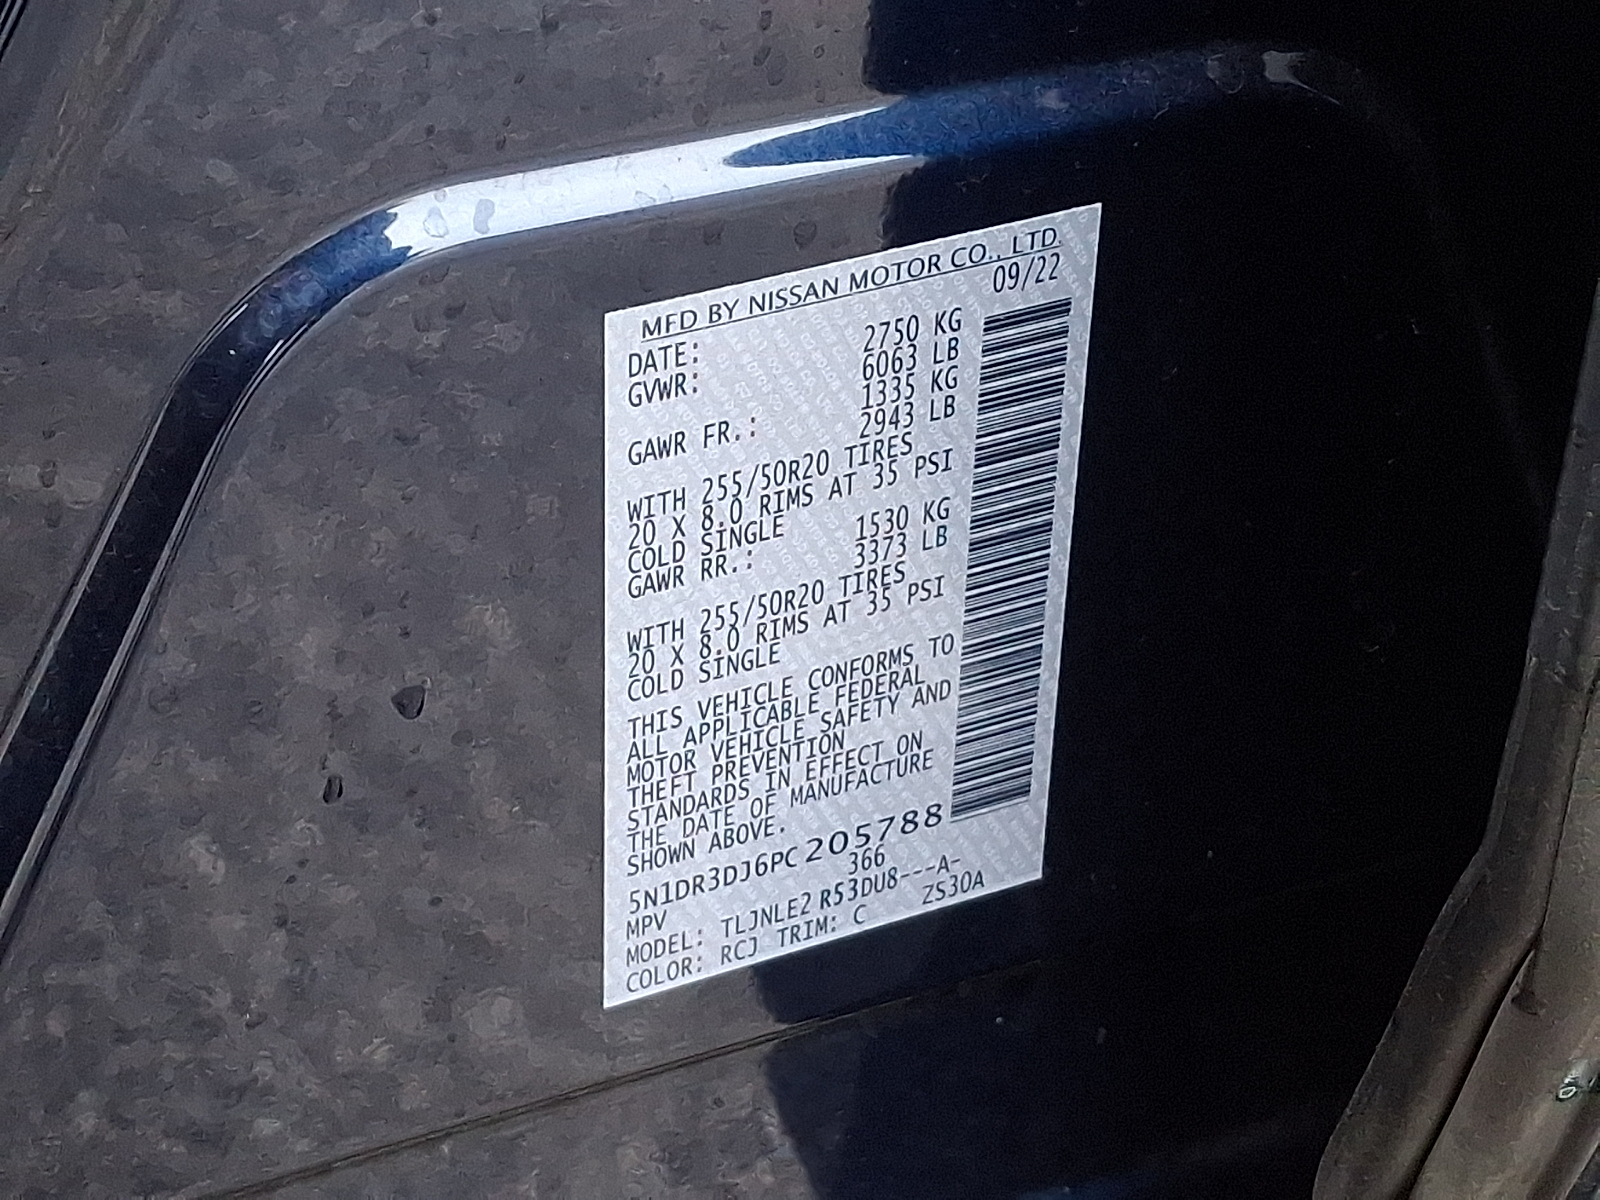 MFD BY NISSAN MOTOR CO., LTD.
DATE: 09/22
GVWR: 2750 KG
6063 LB
GAWR FR.: 1335 KG
2943 LB
WITH 255/50R20 TIRES
20 X 8.0 RIMS AT 35 PSI
COLD SINGLE
GAWR RR.: 1530 KG
3373 LB
WITH 255/50R20 TIRES
20 X 8.0 RIMS AT 35 PSI
COLD SINGLE
THIS VEHICLE CONFORMS TO
ALL APPLICABLE FEDERAL
MOTOR VEHICLE SAFETY AND
THEFT PREVENTION
STANDARDS IN EFFECT ON
THE DATE OF MANUFACTURE
SHOWN ABOVE.
5N1DR3DJ6PC205788
MPV 366
MODEL: TLJNLE2 R53DU8---A-
COLOR: RCJ TRIM: C ZS30A